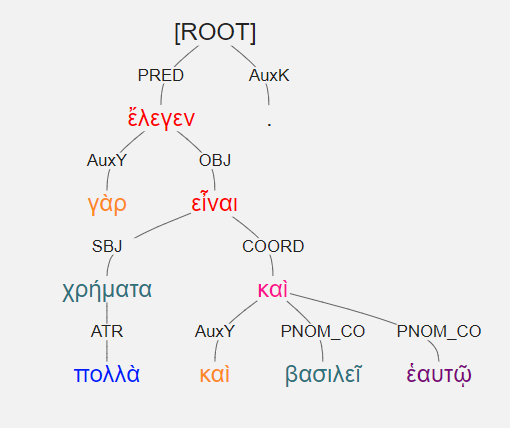 [ROOT]
PRED AuxK
ἔλεγεν .
AuxY OBJ
γὰρ εἶναι
SBJ COORD
χρήματα καὶ
ATR AuxY PNOM_CO PNOM_CO
πολλὰ καὶ βασιλεῖ ἑαυτῷ